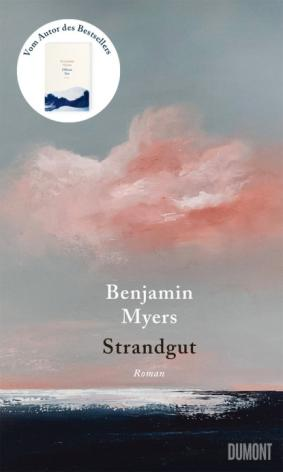 Vom Autor des Bestsellers
Benjamin
Myers
Strandgut
Roman
DUMONT